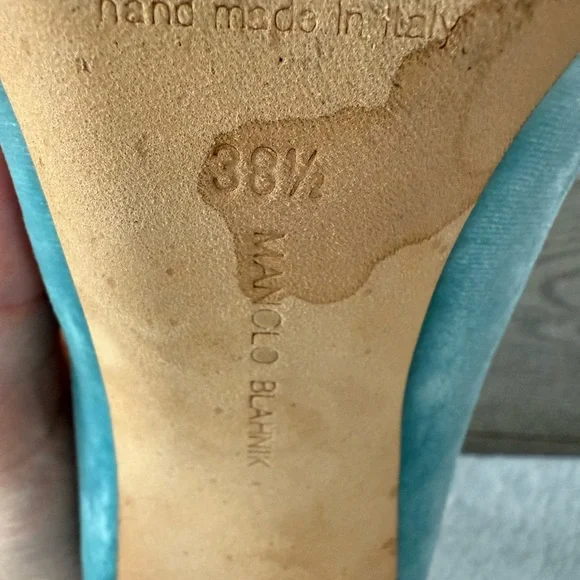 hand made in italy
38½
MANOLO BLAHNIK